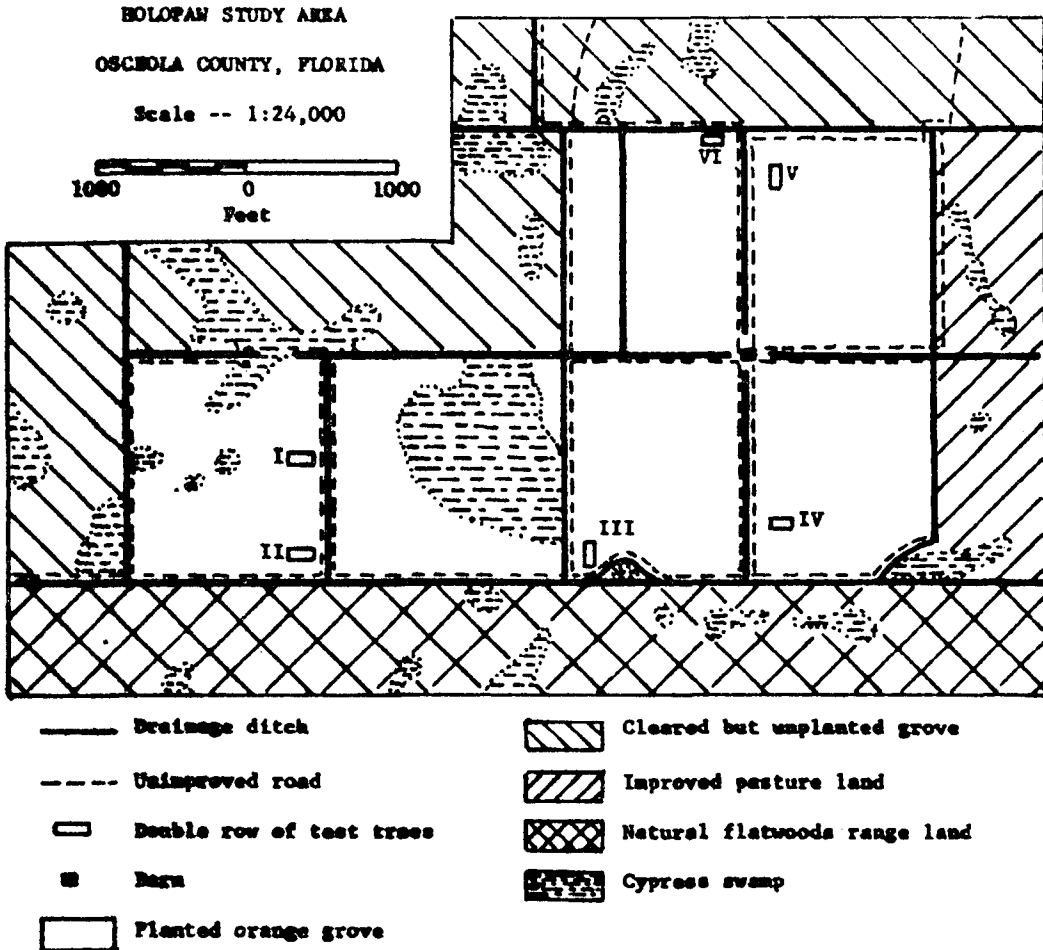 HOLOPAW STUDY AREA
OSCEOLA COUNTY, FLORIDA
Scale -- 1:24,000
1000 0 1000
Feet
VI
V
I
II
III
IV
Drainage ditch
Unimproved road
Double row of test trees
Barn
Planted orange grove
Cleared but unplanted grove
Improved pasture land
Natural flatwoods range land
Cypress swamp